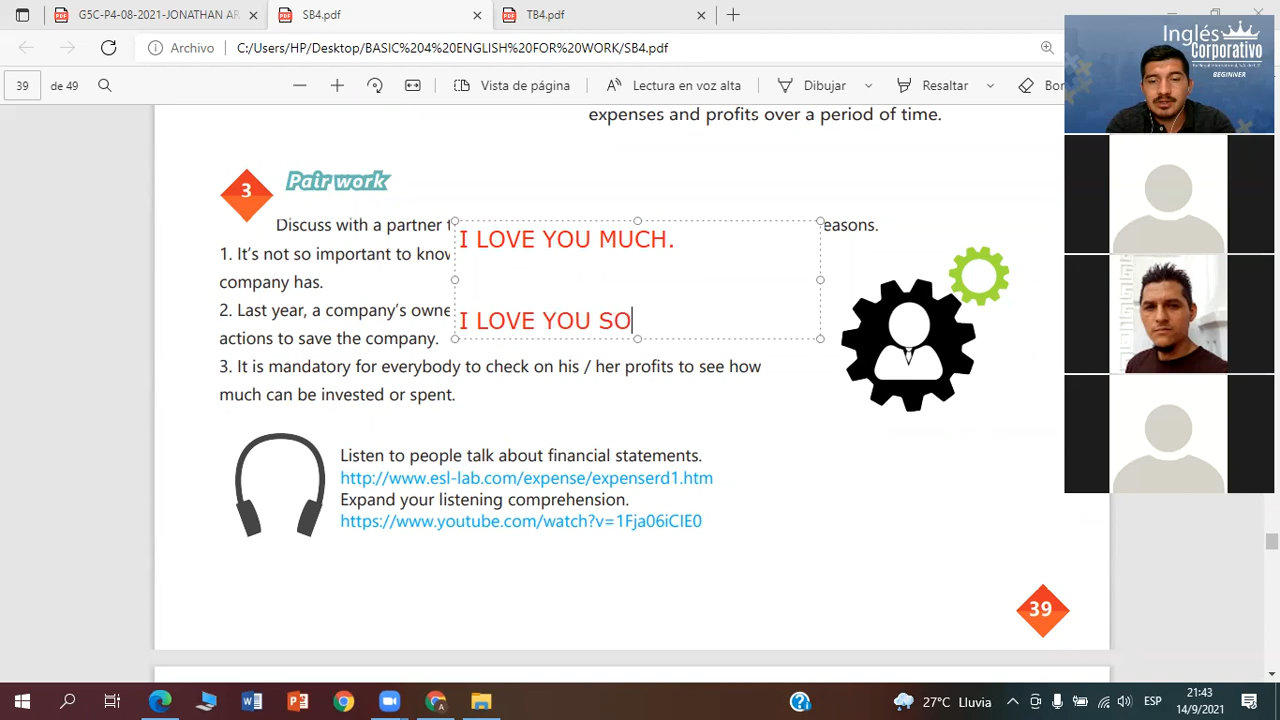 G5C-P4-08-2021-JONATHAN AR
SB4.pdf
TB4.pdf
Archivo
C:/Users/HP/Desktop/BASIC%204%20ENGLISH%20FOR%20WORK/SB4.pdf
39 de 49
Vista de página
Lectura en voz alta
Dibujar
Resaltar
Bor
Inglés
Corporativo
BEGINNER
expenses and profits over a period of time.
3 Pair work
Discuss with a partner t
easons.
1. It's not so important to know
company has.
2. Last year, a company's owne
actions to save the company.
I LOVE YOU MUCH.
I LOVE YOU SO
3. It is mandatory for everybody to check on his / her profits to see how
much can be invested or spent.
Listen to people talk about financial statements.
http://www.esl-lab.com/expense/expenserd1.htm
Expand your listening comprehension.
https://www.youtube.com/watch?v=1Fja06iCIE0
39
27°C Lluvia
ESP
21:43
14/9/2021